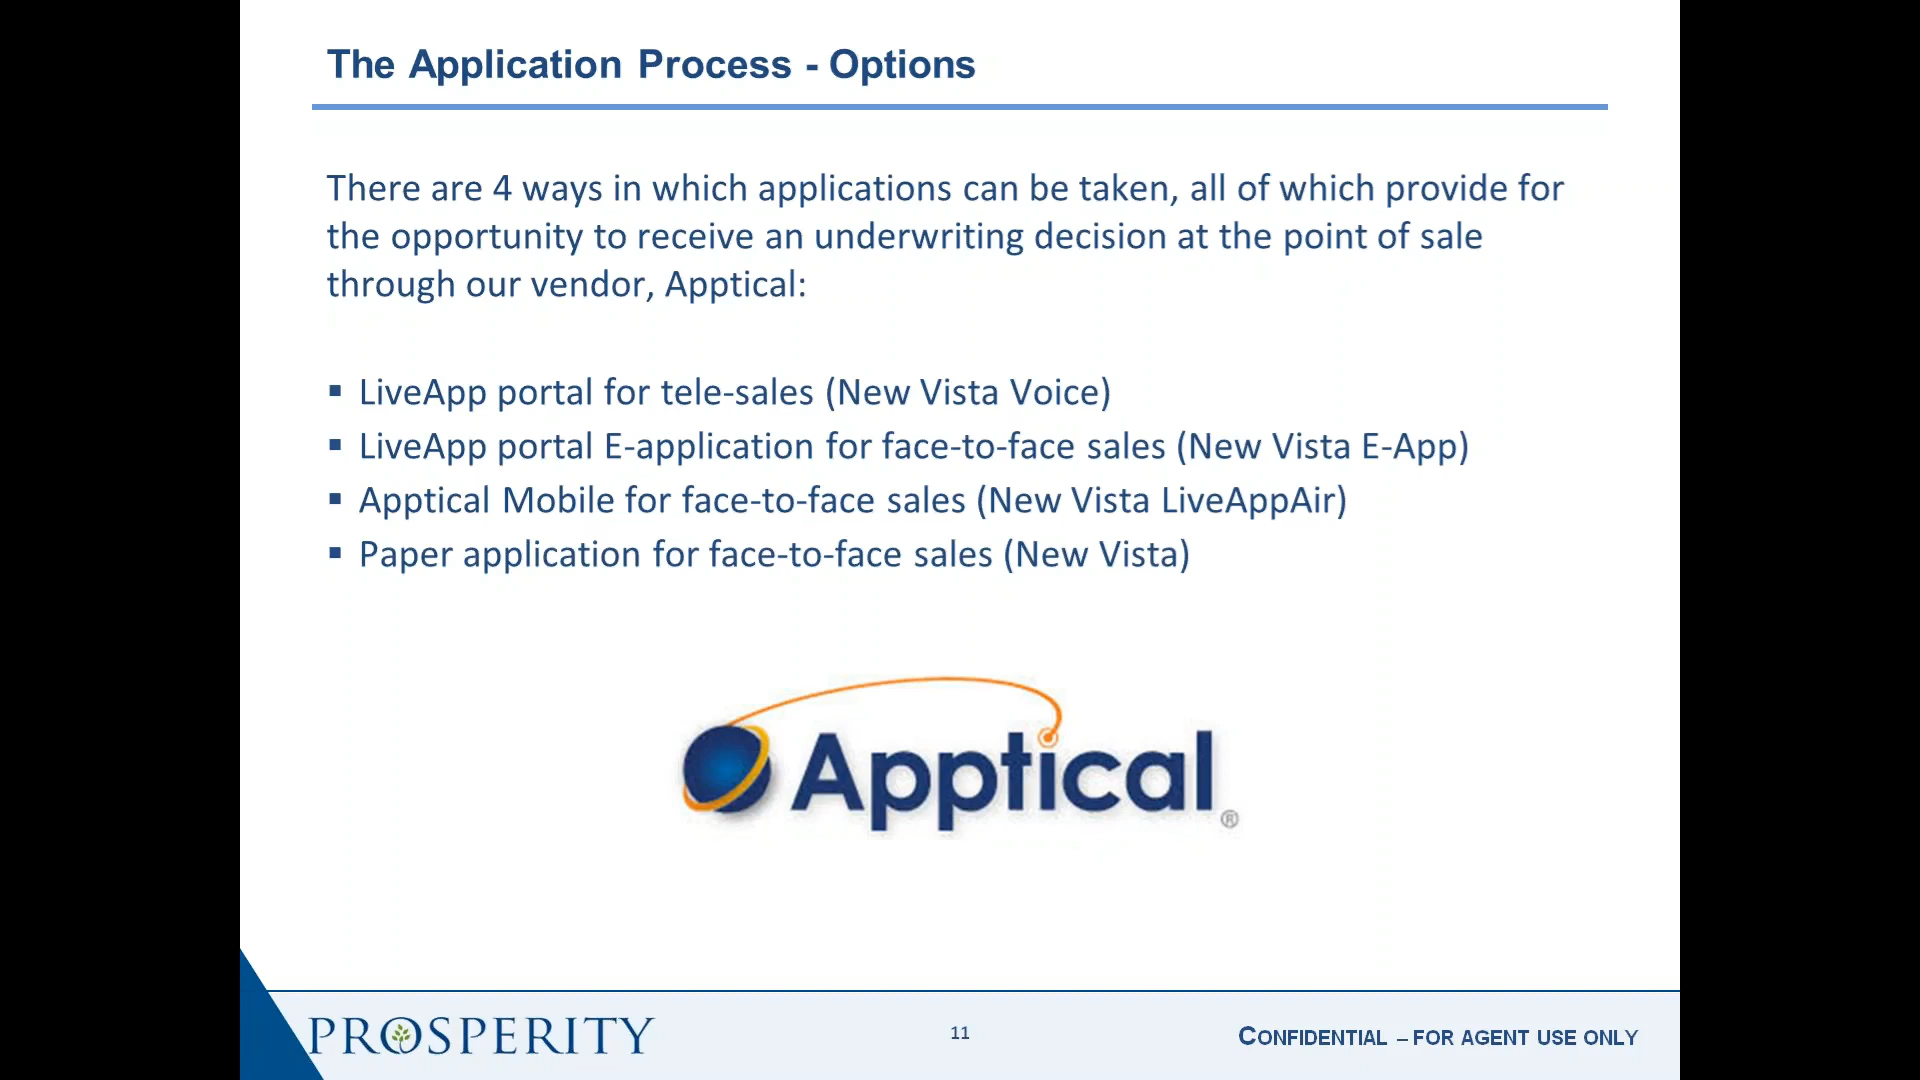 The Application Process - Options
There are 4 ways in which applications can be taken, all of which provide for
the opportunity to receive an underwriting decision at the point of sale
through our vendor, Apptical:
▪ LiveApp portal for tele-sales (New Vista Voice)
▪ LiveApp portal E-application for face-to-face sales (New Vista E-App)
▪ Apptical Mobile for face-to-face sales (New Vista LiveAppAir)
▪ Paper application for face-to-face sales (New Vista)
Apptical®
PROSPERITY
11
CONFIDENTIAL – FOR AGENT USE ONLY